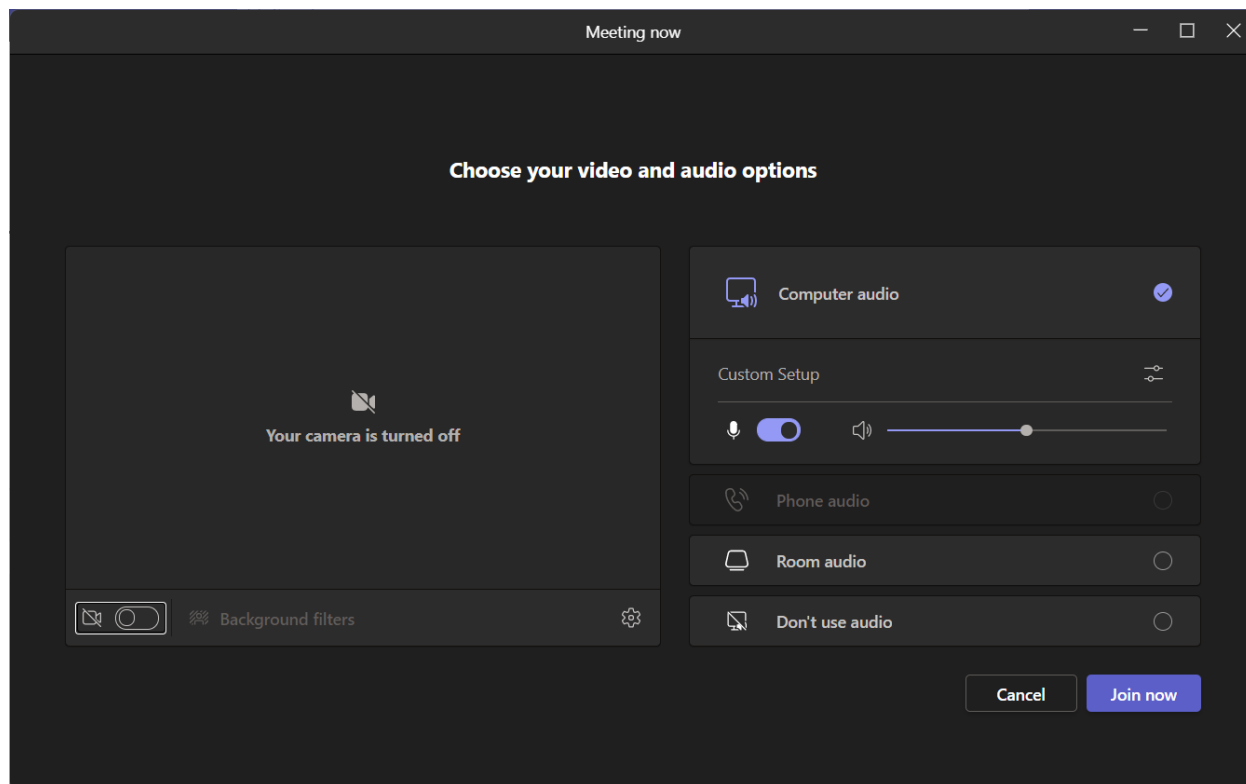 Meeting now
Choose your video and audio options
Your camera is turned off
Background filters
Computer audio
Custom Setup
Phone audio
Room audio
Don't use audio
Cancel
Join now